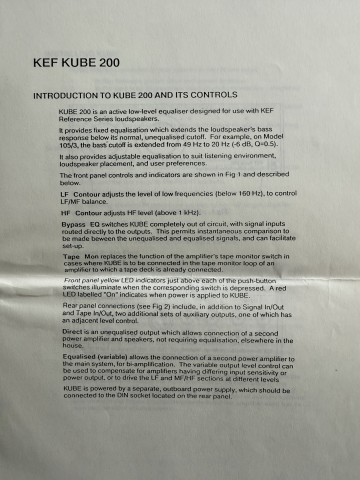 KEF KUBE 200
INTRODUCTION TO KUBE 200 AND ITS CONTROLS
KUBE 200 is an active low-level equaliser designed for use with KEF
Reference Series loudspeakers.
It provides fixed equalisation which extends the loudspeaker's bass
response below its normal, unequalised cutoff. For example, on Model
105/3, the bass cutoff is extended from 49 Hz to 20 Hz (-6 dB, Q=0.5).
It also provides adjustable equalisation to suit listening environment,
loudspeaker placement, and user preferences.
The front panel controls and indicators are shown in Fig 1 and described
below.
LF Contour adjusts the level of low frequencies (below 160 Hz), to control
LF/MF balance.
HF Contour adjusts HF level (above 1 kHz).
Bypass EQ switches KUBE completely out of circuit, with signal inputs
routed directly to the outputs. This permits instantaneous comparison to
be made between the unequalised and equalised signals, and can facilitate
set-up.
Tape Mon replaces the function of the amplifier's tape monitor switch in
cases where KUBE is to be connected in the tape monitor loop of an
amplifier to which a tape deck is already connected.
Front panel yellow LED indicators just above each of the push-button
switches illuminate when the corresponding switch is depressed. A red
LED labelled "On" indicates when power is applied to KUBE.
Rear panel connections (see Fig 2) include, in addition to Signal In/Out
and Tape In/Out, two additional sets of auxiliary outputs, one of which has
an adjacent level control.
Direct is an unequalised output which allows connection of a second
power amplifier and speakers, not requiring equalisation, elsewhere in the
house.
Equalised (variable) allows the connection of a second power amplifier to
the main system, for bi-amplification. The variable output level control can
be used to compensate for amplifiers having differing input sensitivity or
power output, or to drive the LF and MF/HF sections at different levels
KUBE is powered by a separate, outboard power supply, which should be
connected to the DIN socket located on the rear panel.